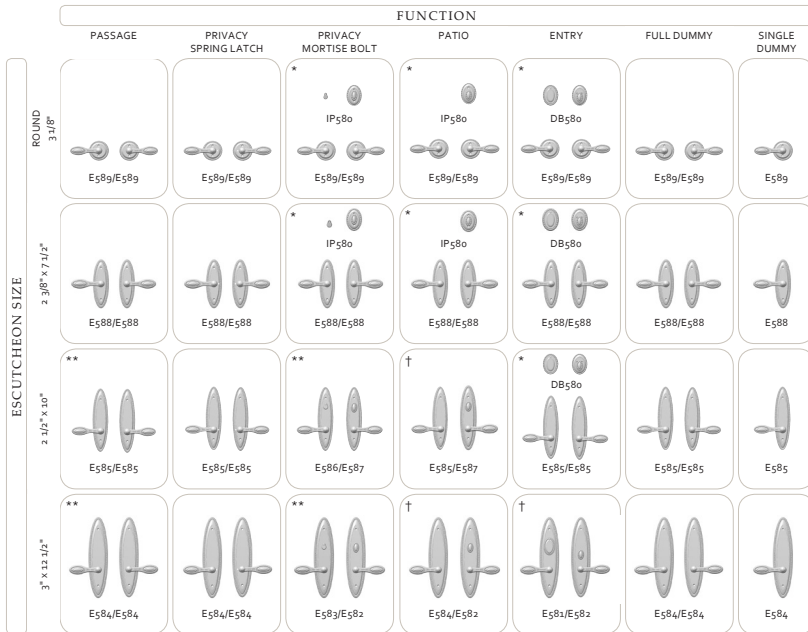 FUNCTION
PASSAGE
PRIVACY
SPRING LATCH
PRIVACY
MORTISE BOLT
PATIO
ENTRY
FULL DUMMY
SINGLE
DUMMY
ESCUTCHEON SIZE
ROUND
3 1/8"
*
IP580
*
IP580
*
DB580
E589/E589
E589/E589
E589/E589
E589/E589
E589/E589
E589/E589
E589
2 3/8" x 7 1/2"
*
IP580
*
IP580
*
DB580
E588/E588
E588/E588
E588/E588
E588/E588
E588/E588
E588/E588
E588
2 1/2" x 10"
**
**
†
*
DB580
E585/E585
E585/E585
E586/E587
E585/E587
E585/E585
E585/E585
E585
3" x 12 1/2"
**
**
†
†
E584/E584
E584/E584
E583/E582
E584/E582
E581/E582
E584/E584
E584